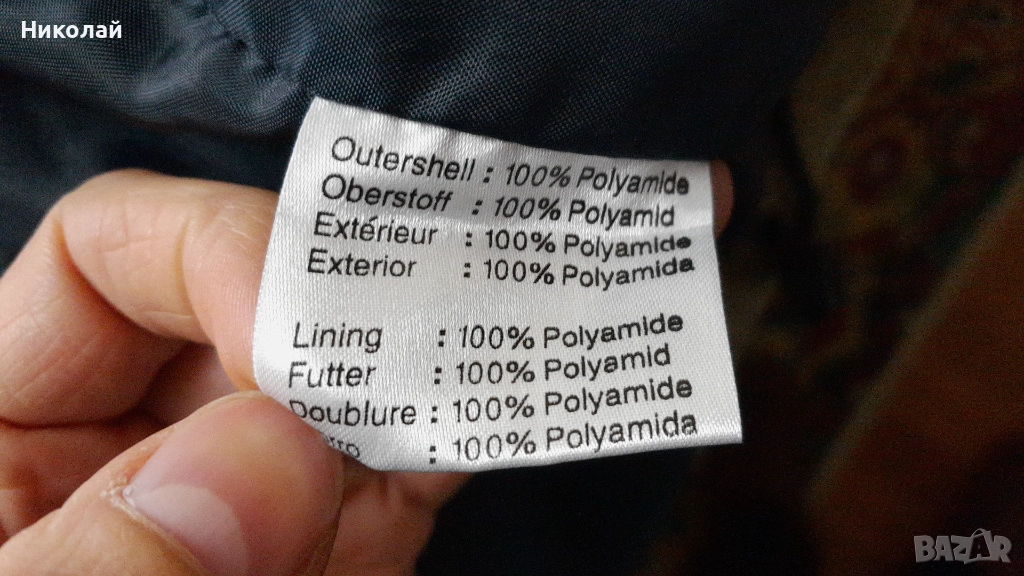 Николай
Outershell : 100% Polyamide
Oberstoff : 100% Polyamid
Extérieur : 100% Polyamide
Exterior : 100% Polyamida
Lining : 100% Polyamide
Futter : 100% Polyamid
Doublure : 100% Polyamide
: 100% Polyamida
BAZAR